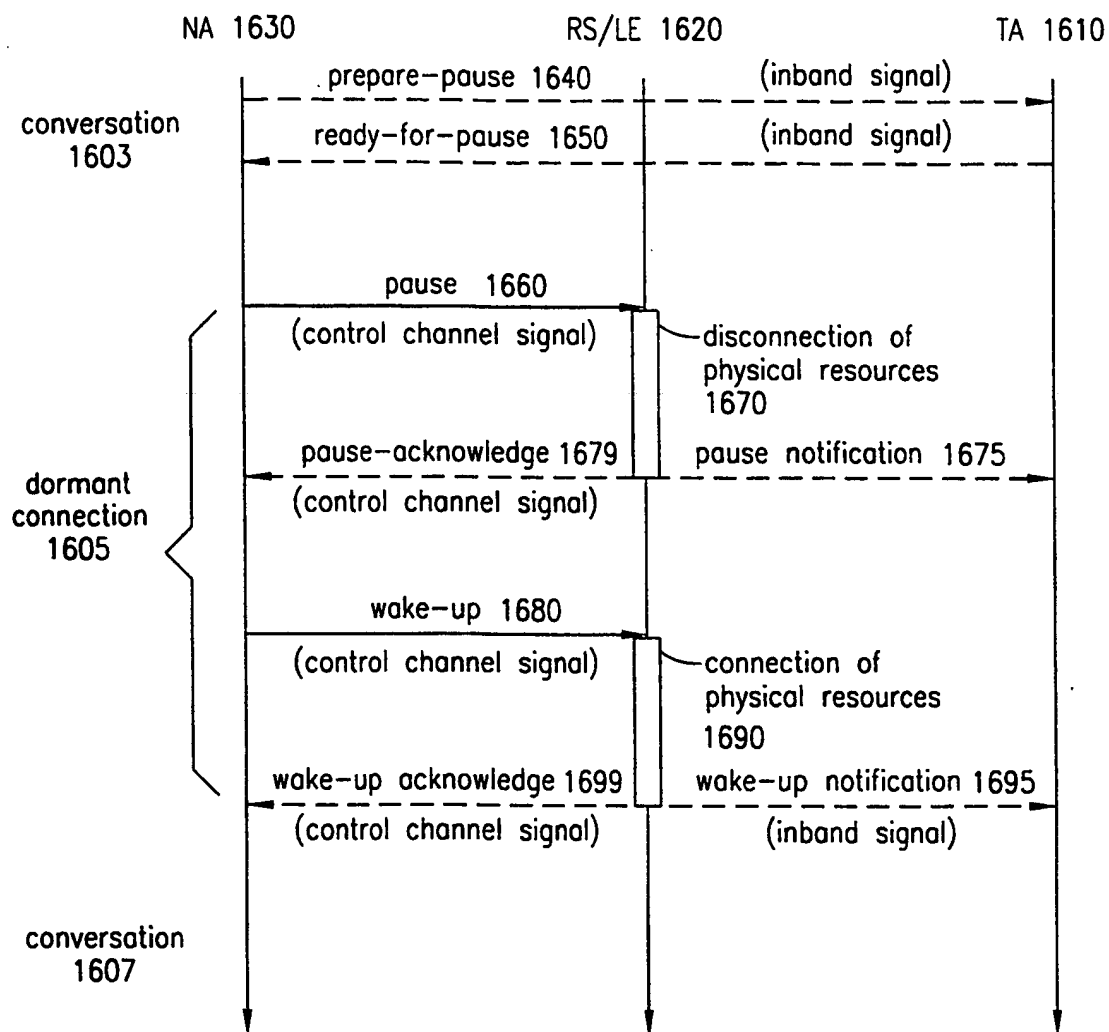 NA 1630
RS/LE 1620
TA 1610
prepare-pause 1640
(inband signal)
conversation
1603
ready-for-pause 1650
(inband signal)
pause 1660
(control channel signal)
disconnection of
physical resources
1670
pause-acknowledge 1679
pause notification 1675
(control channel signal)
dormant
connection
1605
wake-up 1680
(control channel signal)
connection of
physical resources
1690
wake-up acknowledge 1699
wake-up notification 1695
(control channel signal)
(inband signal)
conversation
1607